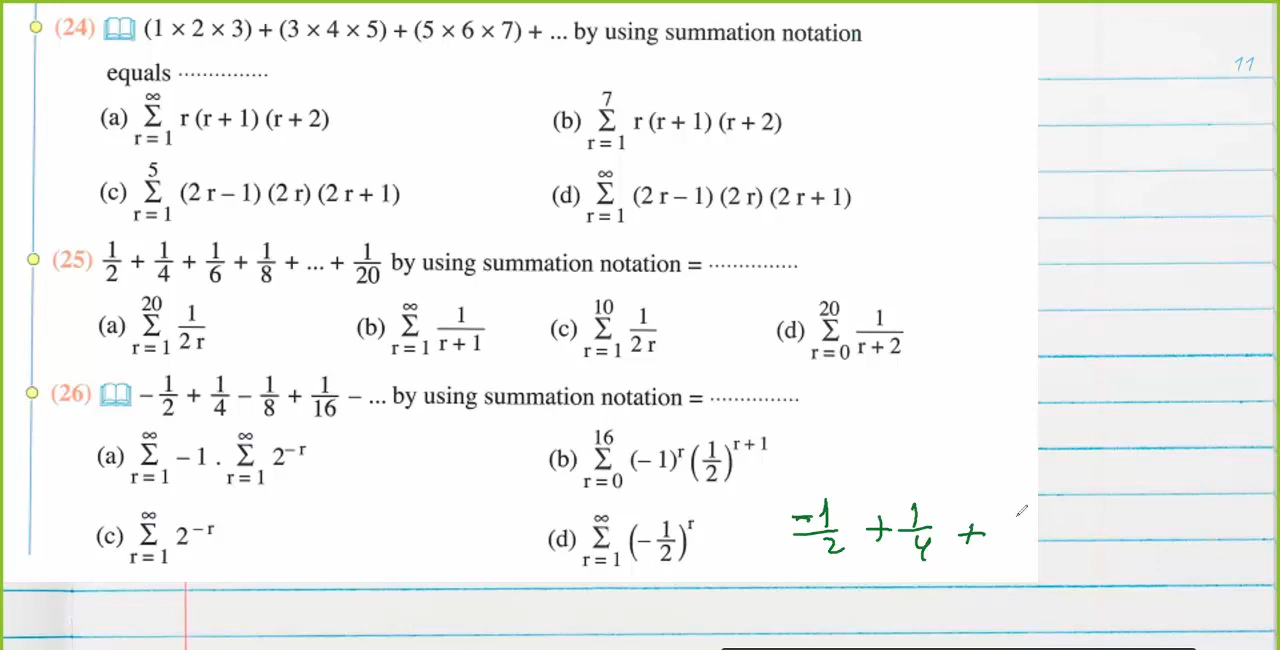 (24) (1 × 2 × 3) + (3 × 4 × 5) + (5 × 6 × 7) + ... by using summation notation
11
equals ...............
(a) ∞ Σ r = 1 r (r + 1) (r + 2) (b) 7 Σ r = 1 r (r + 1) (r + 2)
(c) 5 Σ r = 1 (2 r – 1) (2 r) (2 r + 1) (d) ∞ Σ r = 1 (2 r – 1) (2 r) (2 r + 1)
(25) 1/2 + 1/4 + 1/6 + 1/8 + ... + 1/20 by using summation notation = ...............
(a) 20 Σ r = 1 1/2 r (b) ∞ Σ r = 1 1/r + 1 (c) 10 Σ r = 1 1/2 r (d) 20 Σ r = 0 1/r + 2
(26) – 1/2 + 1/4 – 1/8 + 1/16 – ... by using summation notation = ...............
(a) ∞ Σ r = 1 – 1 . ∞ Σ r = 1 2^–r (b) 16 Σ r = 0 (– 1)^r (1/2)^r + 1
(c) ∞ Σ r = 1 2^–r (d) ∞ Σ r = 1 (– 1/2)^r -1/2 + 1/4 +